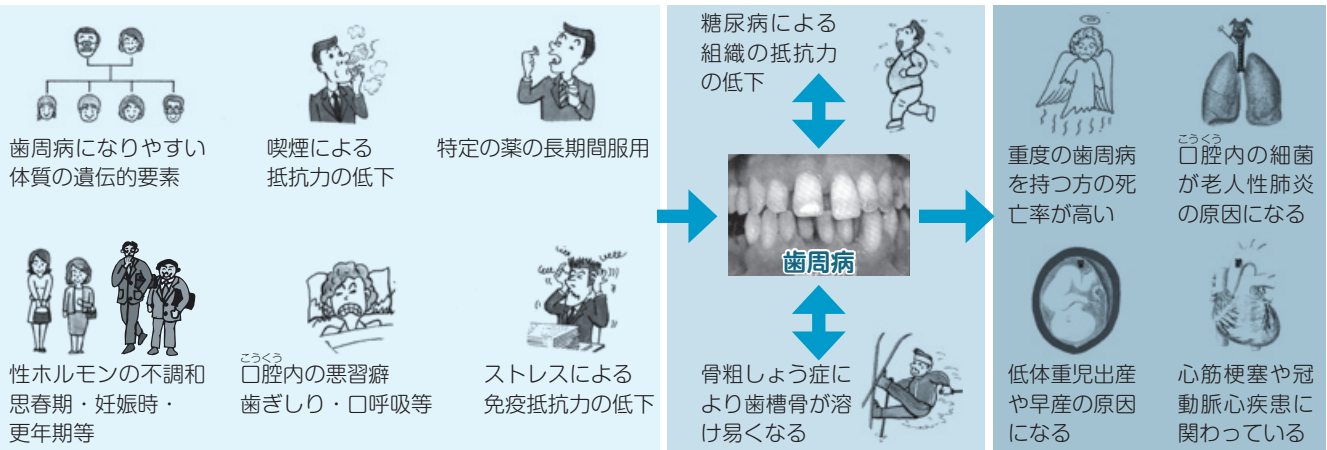 歯周病になりやすい
体質の遺伝的要素
喫煙による
抵抗力の低下
特定の薬の長期間服用
性ホルモンの不調和
思春期・妊娠時・
更年期等
こうくう
口腔内の悪習癖
歯ぎしり・口呼吸等
ストレスによる
免疫抵抗力の低下
糖尿病による
組織の抵抗力
の低下
歯周病
骨粗しょう症に
より歯槽骨が溶
け易くなる
重度の歯周病
を持つ方の死
亡率が高い
こうくう
口腔内の細菌
が老人性肺炎
の原因になる
低体重児出産
や早産の原因
になる
心筋梗塞や冠
動脈心疾患に
関わっている